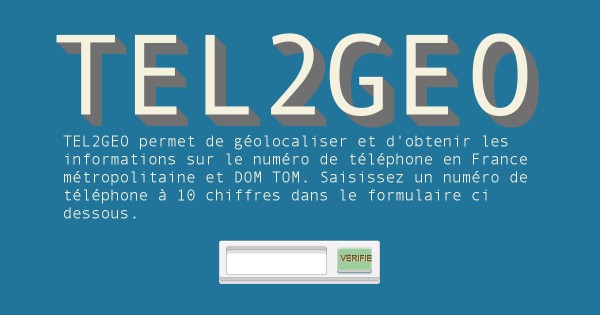 TEL2GEO
TEL2GEO permet de géolocaliser et d'obtenir les
informations sur le numéro de téléphone en France
métropolitaine et DOM TOM. Saisissez un numéro de
téléphone à 10 chiffres dans le formulaire ci
dessous.
VERIFIE